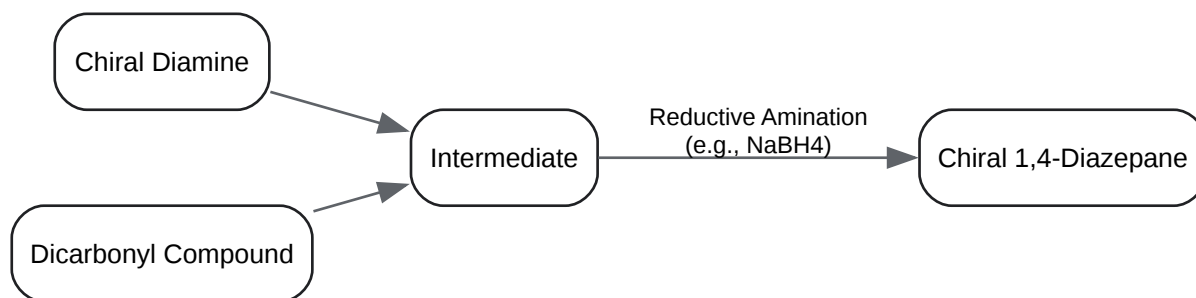 Chiral Diamine
Dicarbonyl Compound
Intermediate
Reductive Amination
(e.g., NaBH4)
Chiral 1,4-Diazepane